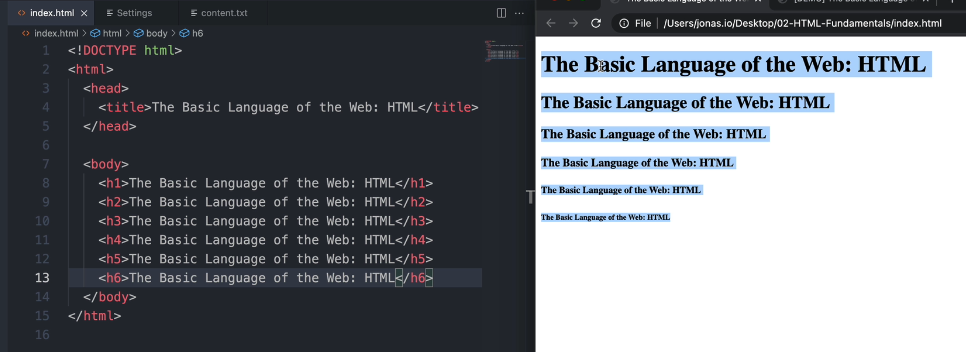 index.html
Settings
content.txt
index.html > html > body > h6
1 <!DOCTYPE html>
2 <html>
3 <head>
4 <title>The Basic Language of the Web: HTML</title>
5 </head>
6
7 <body>
8 <h1>The Basic Language of the Web: HTML</h1>
9 <h2>The Basic Language of the Web: HTML</h2>
10 <h3>The Basic Language of the Web: HTML</h3>
11 <h4>The Basic Language of the Web: HTML</h4>
12 <h5>The Basic Language of the Web: HTML</h5>
13 <h6>The Basic Language of the Web: HTML</h6>
14 </body>
15 </html>
16
File | /Users/jonas.io/Desktop/02-HTML-Fundamentals/index.html
The Basic Language of the Web: HTML
The Basic Language of the Web: HTML
The Basic Language of the Web: HTML
The Basic Language of the Web: HTML
The Basic Language of the Web: HTML
The Basic Language of the Web: HTML